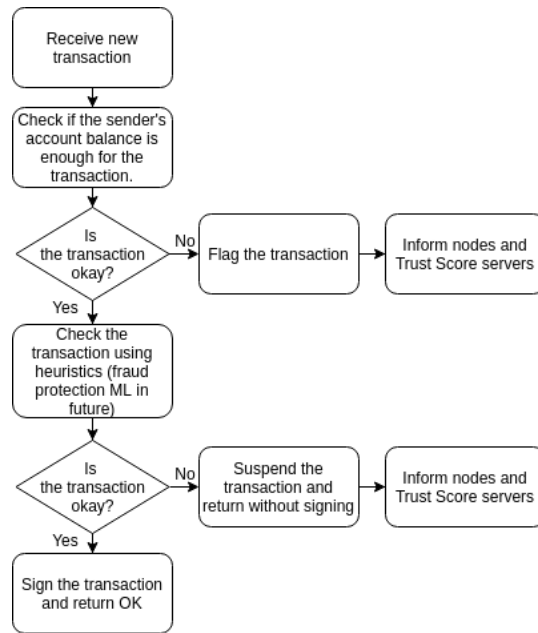 Receive new
transaction
Check if the sender's
account balance is
enough for the
transaction.
Is
the transaction
okay?
No
Flag the transaction
Inform nodes and
Trust Score servers
Yes
Check the
transaction using
heuristics (fraud
protection ML in
future)
Is
the transaction
okay?
No
Suspend the
transaction and
return without signing
Inform nodes and
Trust Score servers
Yes
Sign the transaction
and return OK